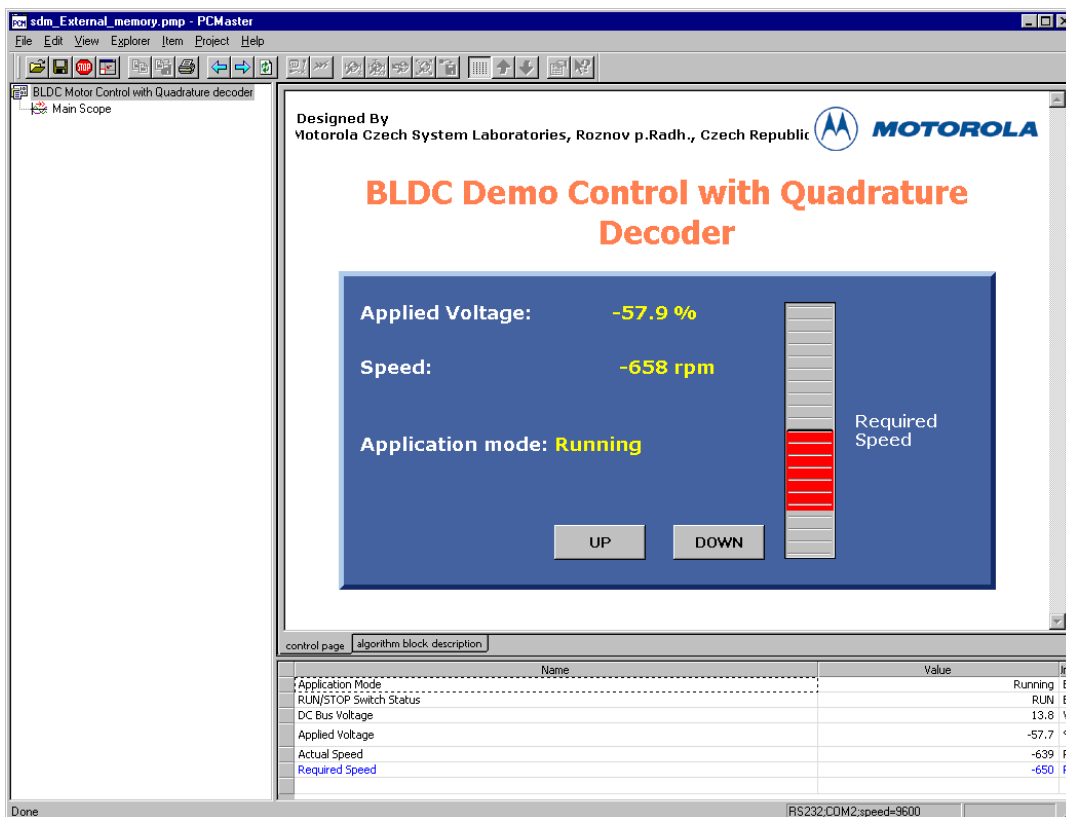 sdm_External_memory.pmp - PCMaster
File Edit View Explorer Item Project Help
STOP
BLDC Motor Control with Quadrature decoder
Main Scope
Designed By
Motorola Czech System Laboratories, Roznov p.Radh., Czech Republic
MOTOROLA
BLDC Demo Control with Quadrature
Decoder
Applied Voltage: -57.9 %
Speed: -658 rpm
Required
Speed
Application mode: Running
UP DOWN
control page algorithm block description
Name Value
Application Mode Running
RUN/STOP Switch Status RUN
DC Bus Voltage 13.8
Applied Voltage -57.7
Actual Speed -639
Required Speed -650
Done RS232;COM2;speed=9600